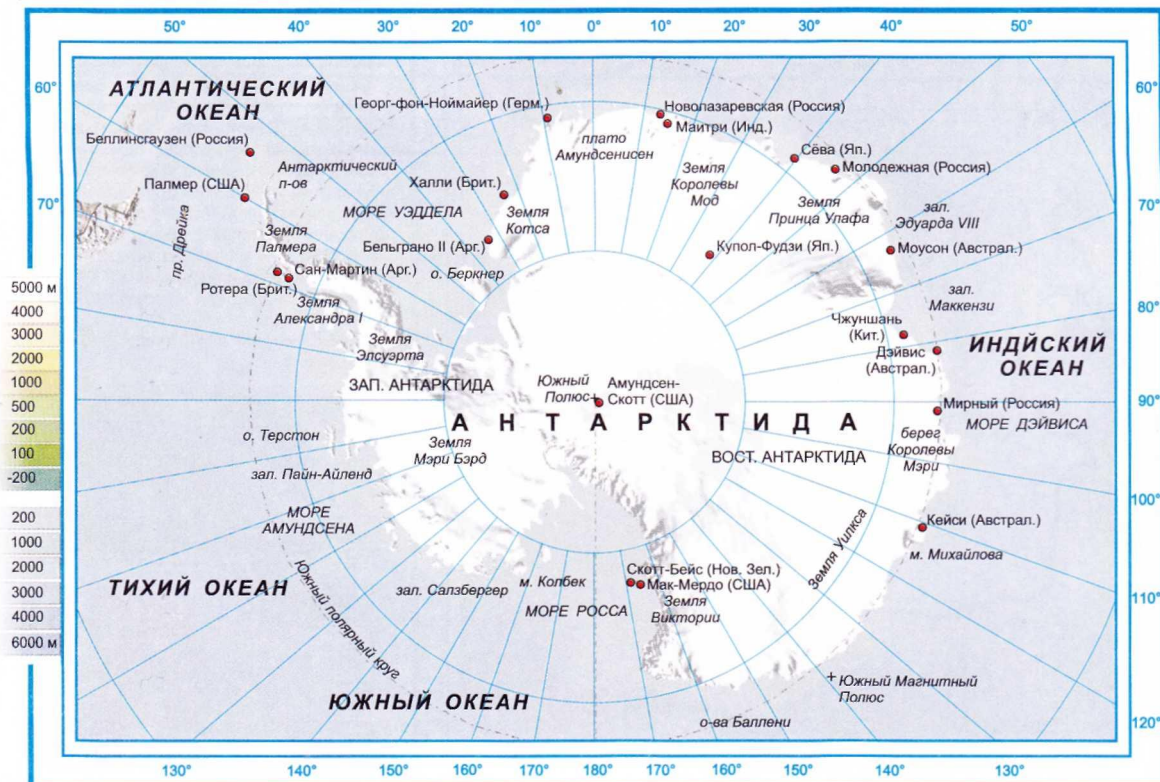 50° 40° 30° 20° 10° 0° 10° 20° 30° 40° 50°
60° 60°
АТЛАНТИЧЕСКИЙ
ОКЕАН
Георг-фон-Ноймайер (Герм.)
Новолазаревская (Россия)
Маитри (Инд.)
Беллинсгаузен (Россия)
плато
Амундсенисен
Сёва (Яп.)
Молодежная (Россия)
Антарктический
п-ов
Палмер (США)
Халли (Брит.)
Земля
Королевы
Мод
70° 70°
пр. Дрейка
МОРЕ УЭДДЕЛА
Земля
Котса
Земля
Принца Улафа
зал.
Эдуарда VIII
Земля
Палмера
Бельграно II (Арг.)
Купол-Фудзи (Яп.)
Моусон (Австрал.)
Сан-Мартин (Арг.)
о. Беркнер
Ротера (Брит.)
зал.
Маккензи
80° 80°
Земля
Александра I
Чжуншань
(Кит.)
Земля
Элсуэрта
Дэйвис
(Австрал.)
ИНДЙСКИЙ
ОКЕАН
ЗАП. АНТАРКТИДА
Южный
Полюс
Амундсен-
Скотт (США)
90°
Мирный (Россия)
АНТАРКТИДА
МОРЕ ДЭЙВИСА
о. Терстон
Земля
Мэри Бэрд
берег
Королевы
Мэри
ВОСТ. АНТАРКТИДА
зал. Пайн-Айленд
100° 100°
МОРЕ
АМУНДСЕНА
Кейси (Австрал.)
Земля Уилкса
м. Михайлова
Скотт-Бейс (Нов. Зел.)
Мак-Мердо (США)
ТИХИЙ ОКЕАН
Южный полярный круг
зал. Салзбергер
м. Колбек
МОРЕ РОССА
Земля
Виктории
110° 110°
Южный Магнитный
Полюс
ЮЖНЫЙ ОКЕАН
о-ва Баллени
120° 120°
130° 140° 150° 160° 170° 180° 170° 160° 150° 140° 130°
5000 м
4000
3000
2000
1000
500
200
100
-200
200
1000
2000
3000
4000
6000 м